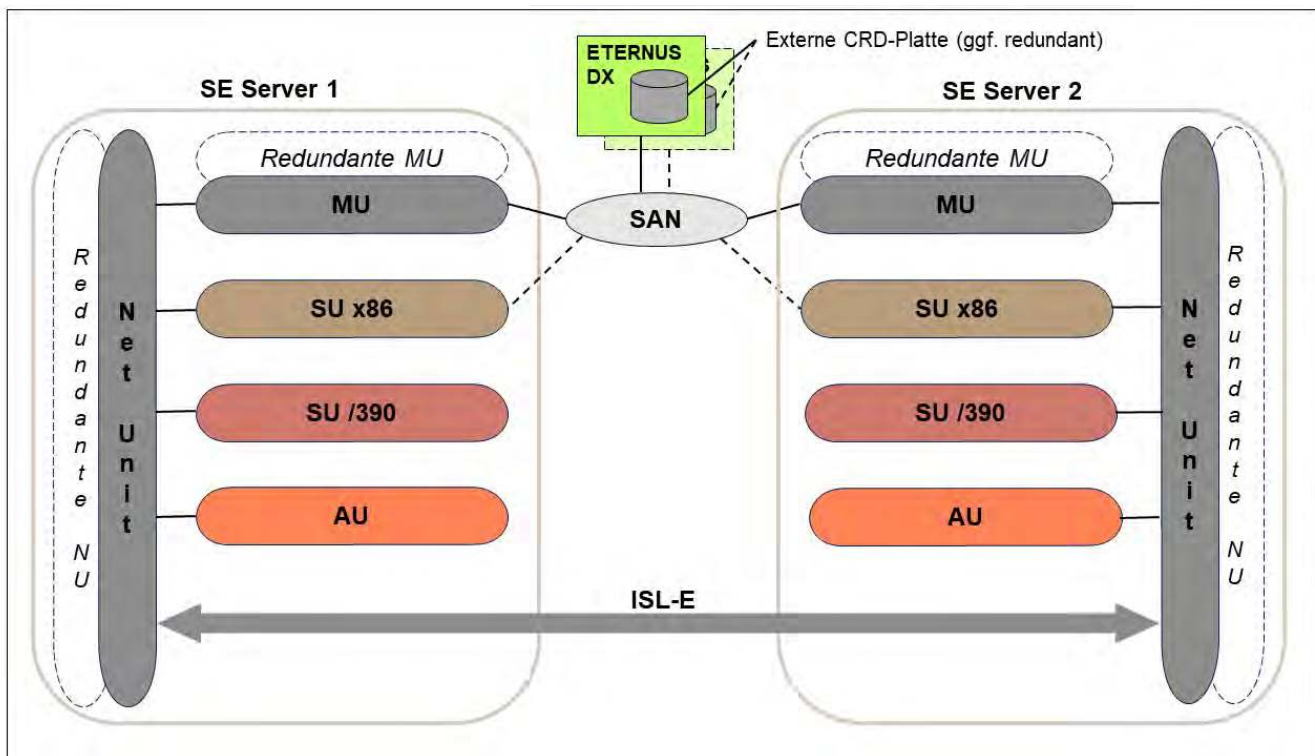 Externe CRD-Platte (ggf. redundant)
ETERNUS
DX
S
SE Server 1
SE Server 2
Redundante MU
Redundante MU
MU
SAN
MU
SU x86
SU x86
SU /390
SU /390
AU
AU
ISL-E
Redundante NU
Net Unit
Net Unit
Redundante NU